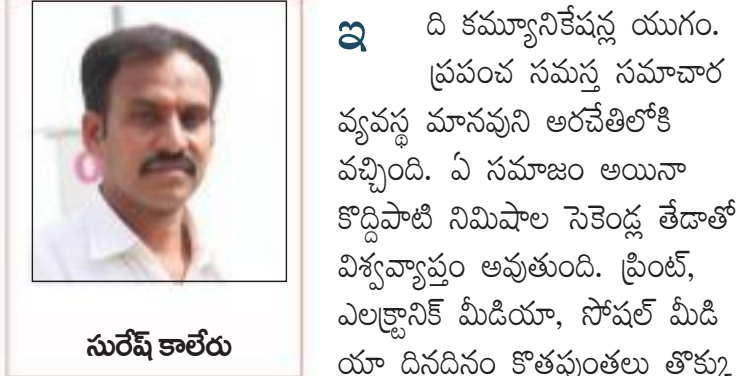 సురేష్ కాలేరు
ఇది కమ్యూనికేషన్ల యుగం.
ప్రపంచ సమస్త సమాచార
వ్యవస్థ మానవుని అరచేతిలోకి
వచ్చింది. ఏ సమాజం అయినా
కొద్దిపాటి నిమిషాల సెకెండ్ల తేడాతో
విశ్వవ్యాప్తం అవుతుంది. ప్రింట్,
ఎలక్ట్రానిక్ మీడియా, సోషల్ మీడి
యా దినదినం కొతపుంతలు తొక్కు